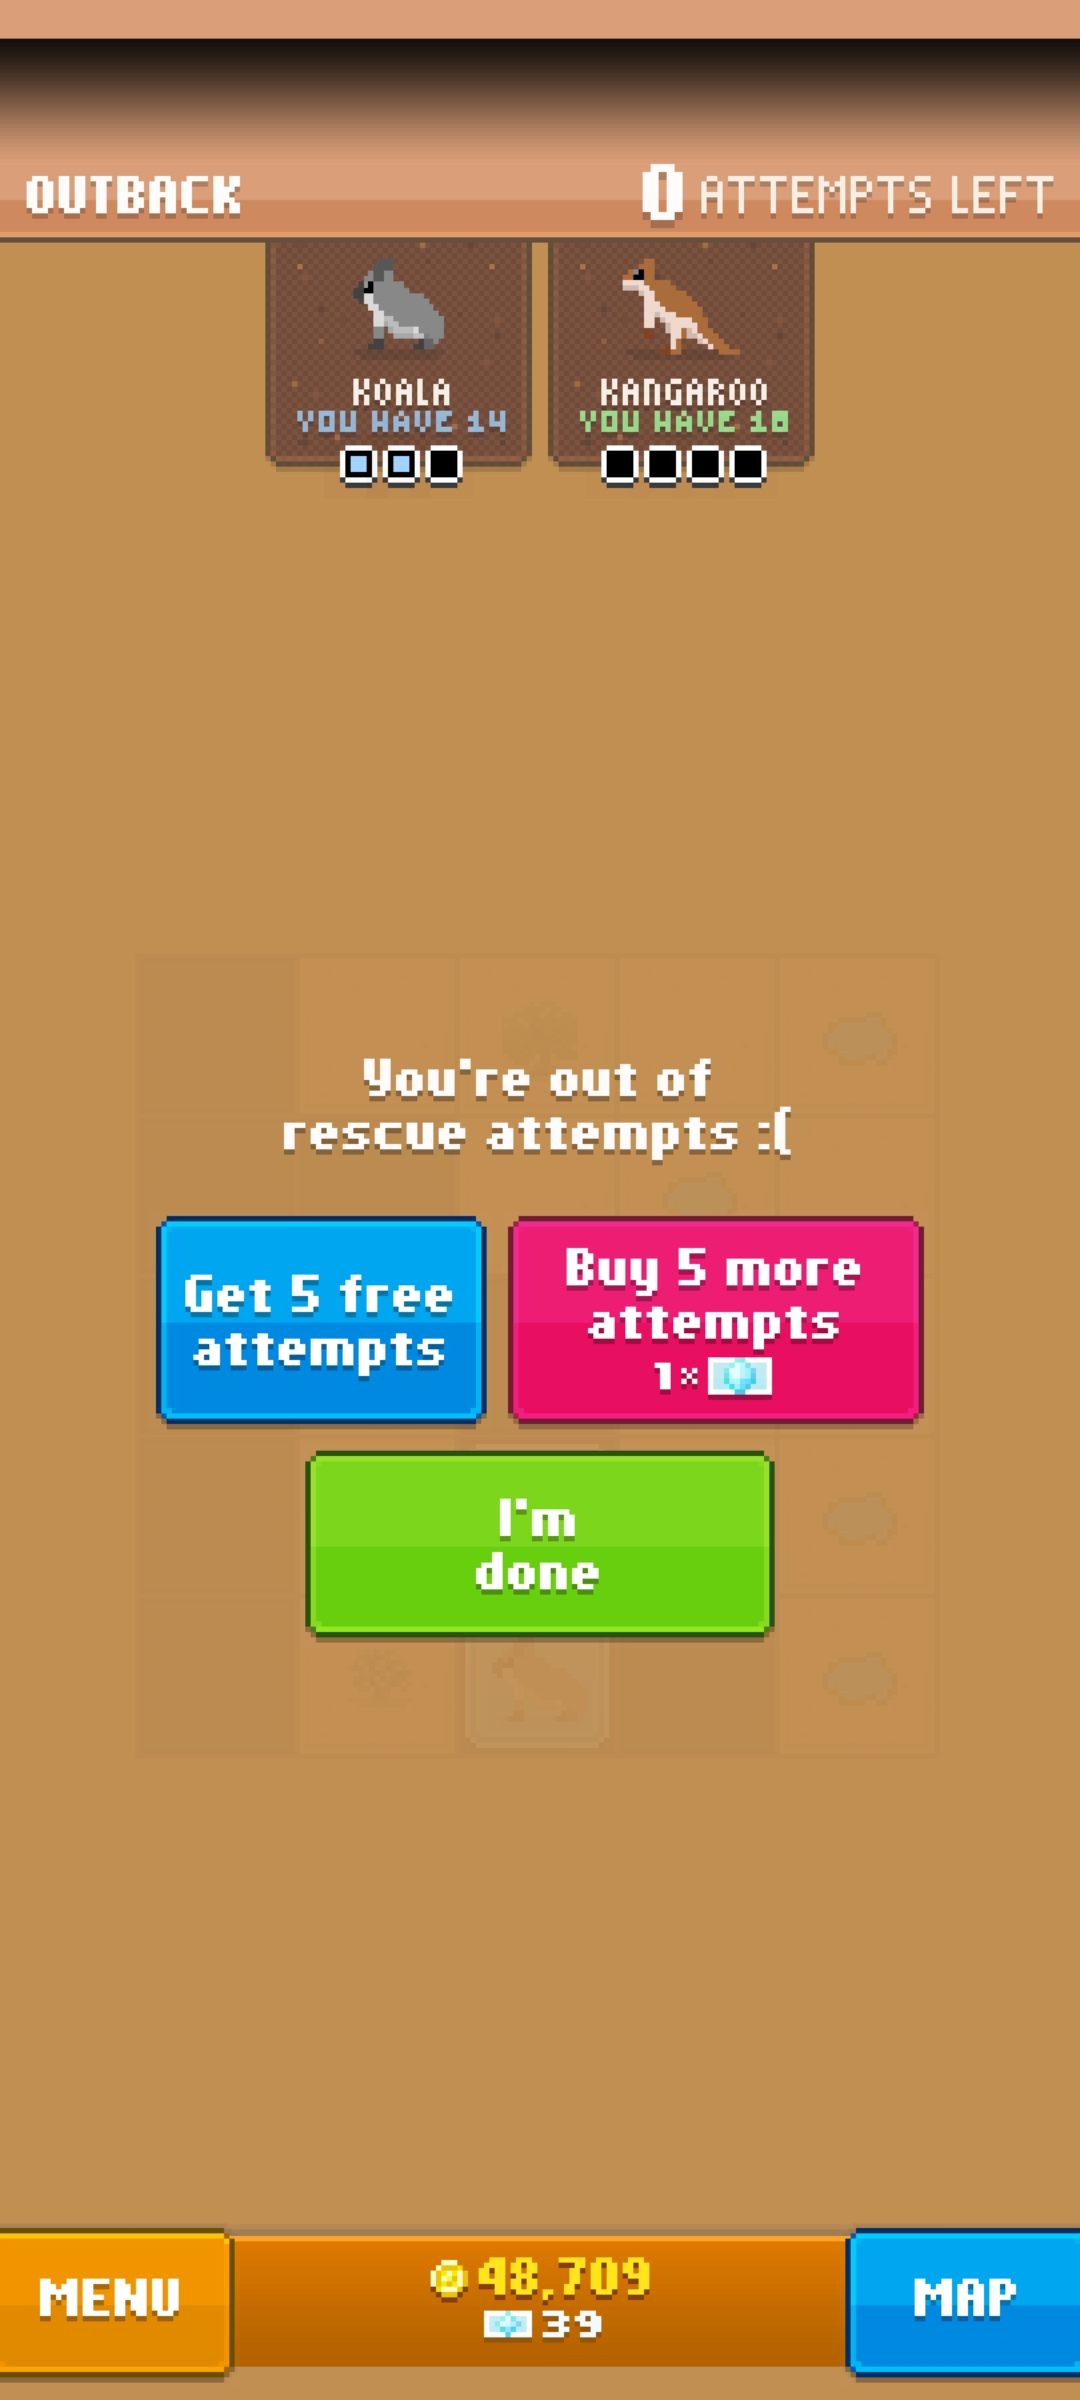 OUTBACK
0 ATTEMPTS LEFT
KOALA
YOU HAVE 14
KANGAROO
YOU HAVE 18
You're out of
rescue attempts :(
Get 5 free
attempts
Buy 5 more
attempts
1×
I'm
done
MENU
48,709
39
MAP